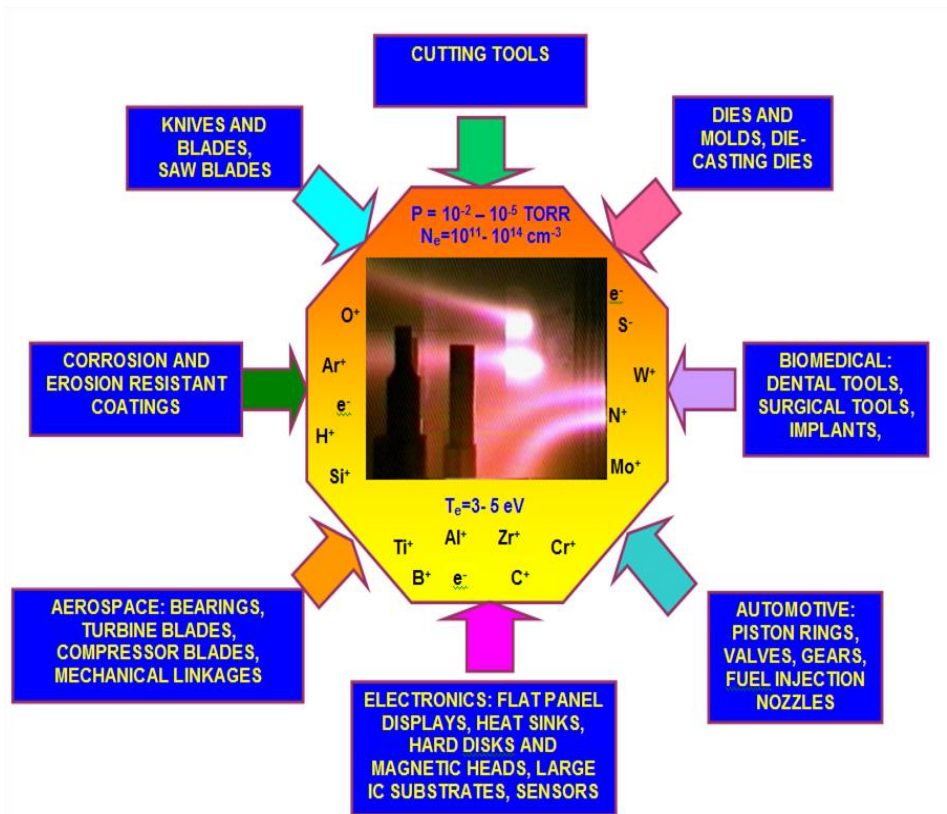 CUTTING TOOLS
KNIVES AND
BLADES,
SAW BLADES
DIES AND
MOLDS, DIE-
CASTING DIES
P = 10⁻² – 10⁻⁵ TORR
Nₑ=10¹¹- 10¹⁴ cm⁻³
O⁺
Ar⁺
e⁻
H⁺
Si⁺
e⁻
S⁻
W⁺
N⁺
Mo⁺
CORROSION AND
EROSION RESISTANT
COATINGS
BIOMEDICAL:
DENTAL TOOLS,
SURGICAL TOOLS,
IMPLANTS,
Tₑ=3- 5 eV
Ti⁺ Al⁺ Zr⁺ Cr⁺
B⁺ e⁻ C⁺
AEROSPACE: BEARINGS,
TURBINE BLADES,
COMPRESSOR BLADES,
MECHANICAL LINKAGES
AUTOMOTIVE:
PISTON RINGS,
VALVES, GEARS,
FUEL INJECTION
NOZZLES
ELECTRONICS: FLAT PANEL
DISPLAYS, HEAT SINKS,
HARD DISKS AND
MAGNETIC HEADS, LARGE
IC SUBSTRATES, SENSORS